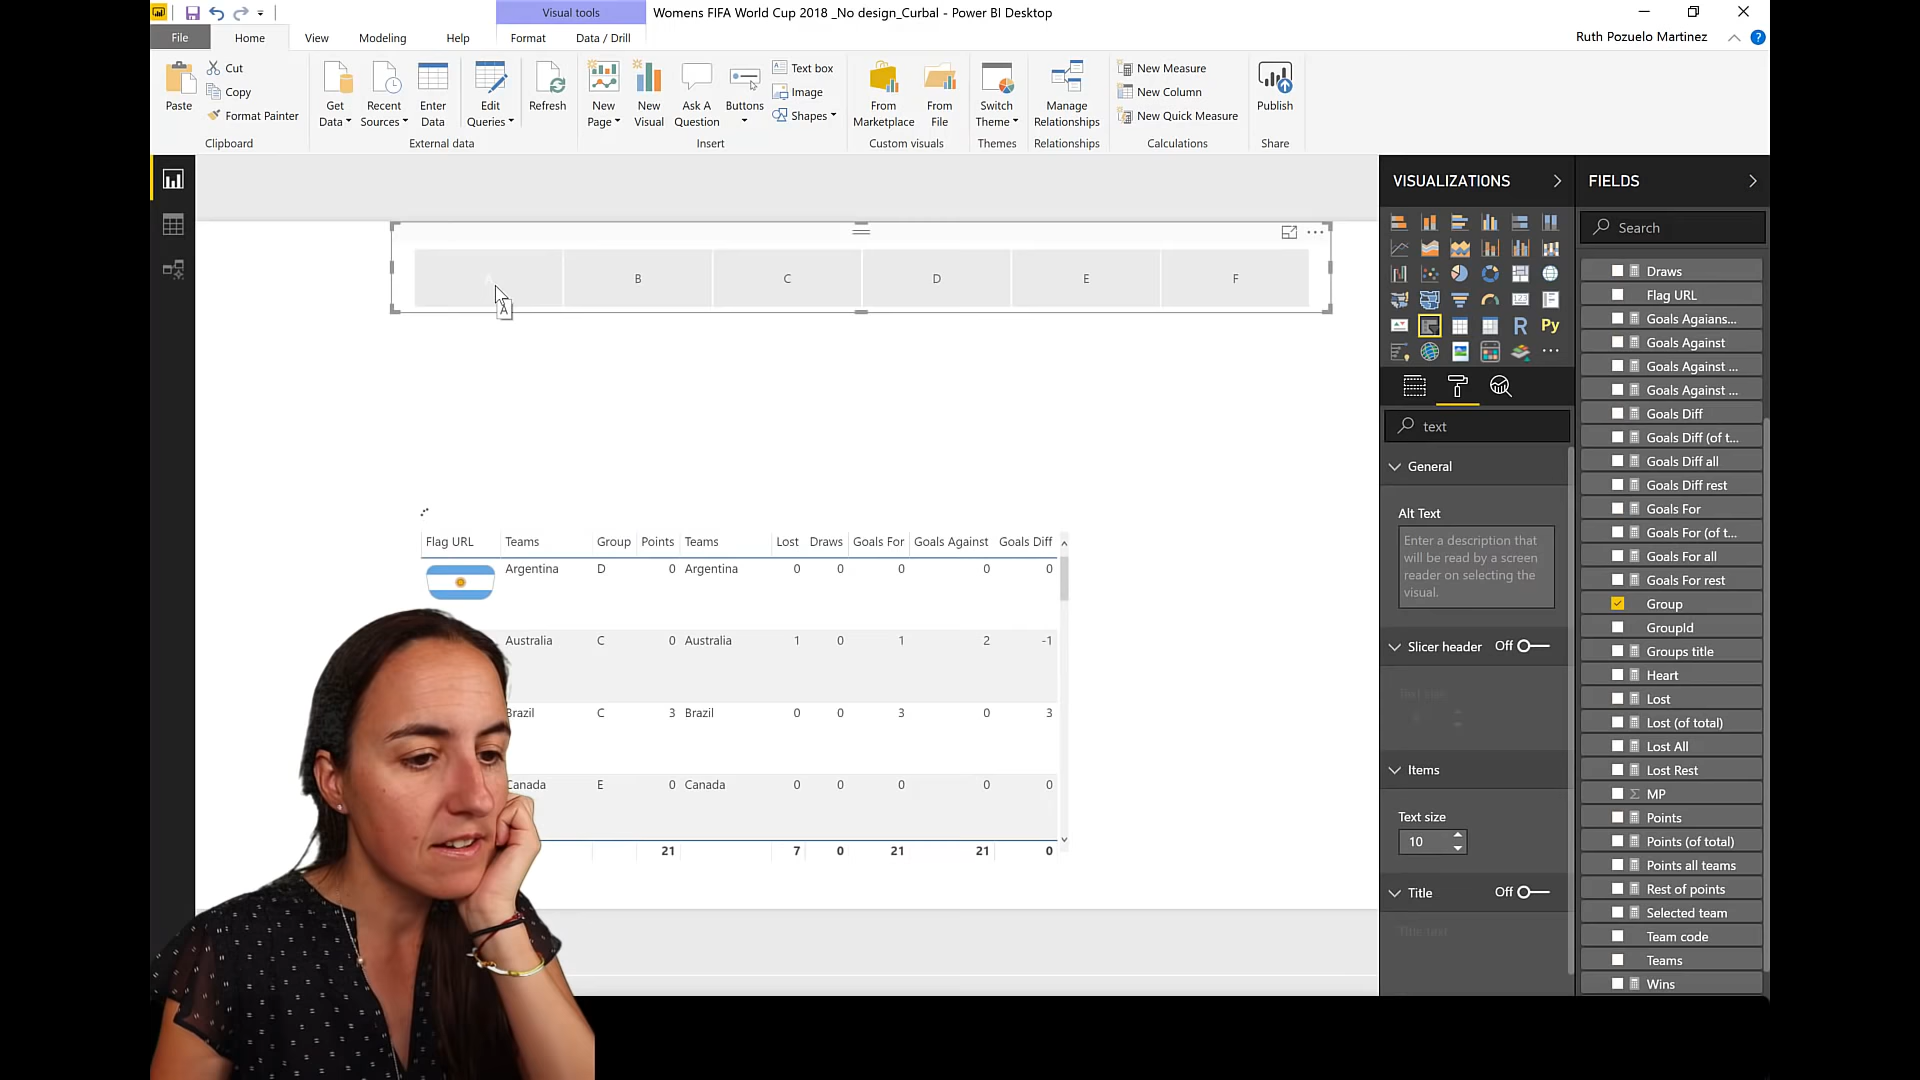 Visual tools
Womens FIFA World Cup 2018 _No design_Curbal - Power BI Desktop
File Home View Modeling Help Format Data / Drill
Ruth Pozuelo Martinez ?
Paste
Cut
Copy
Format Painter
Clipboard
Get Data
Recent Sources
Enter Data
Edit Queries
Refresh
External data
New Page
New Visual
Ask A Question
Buttons
Text box
Image
Shapes
Insert
From Marketplace
From File
Custom visuals
Switch Theme
Themes
Manage Relationships
Relationships
New Measure
New Column
New Quick Measure
Calculations
Publish
Share
A B C D E F
A
Flag URL Teams Group Points Teams Lost Draws Goals For Goals Against Goals Diff
Argentina D 0 Argentina 0 0 0 0 0
Australia C 0 Australia 1 0 1 2 -1
Brazil C 3 Brazil 0 0 3 0 3
Canada E 0 Canada 0 0 0 0 0
21 7 0 21 21 0
VISUALIZATIONS
R Py
123
text
General
Alt Text
Enter a description that
will be read by a screen
reader on selecting the
visual.
Slicer header Off
Text size
Items
Text size
10
Title Off
Title text
FIELDS
Search
Draws
Flag URL
Goals Agaians...
Goals Against
Goals Against ...
Goals Against ...
Goals Diff
Goals Diff (of t...
Goals Diff all
Goals Diff rest
Goals For
Goals For (of t...
Goals For all
Goals For rest
Group
GroupId
Groups title
Heart
Lost
Lost (of total)
Lost All
Lost Rest
MP
Points
Points (of total)
Points all teams
Rest of points
Selected team
Team code
Teams
Wins